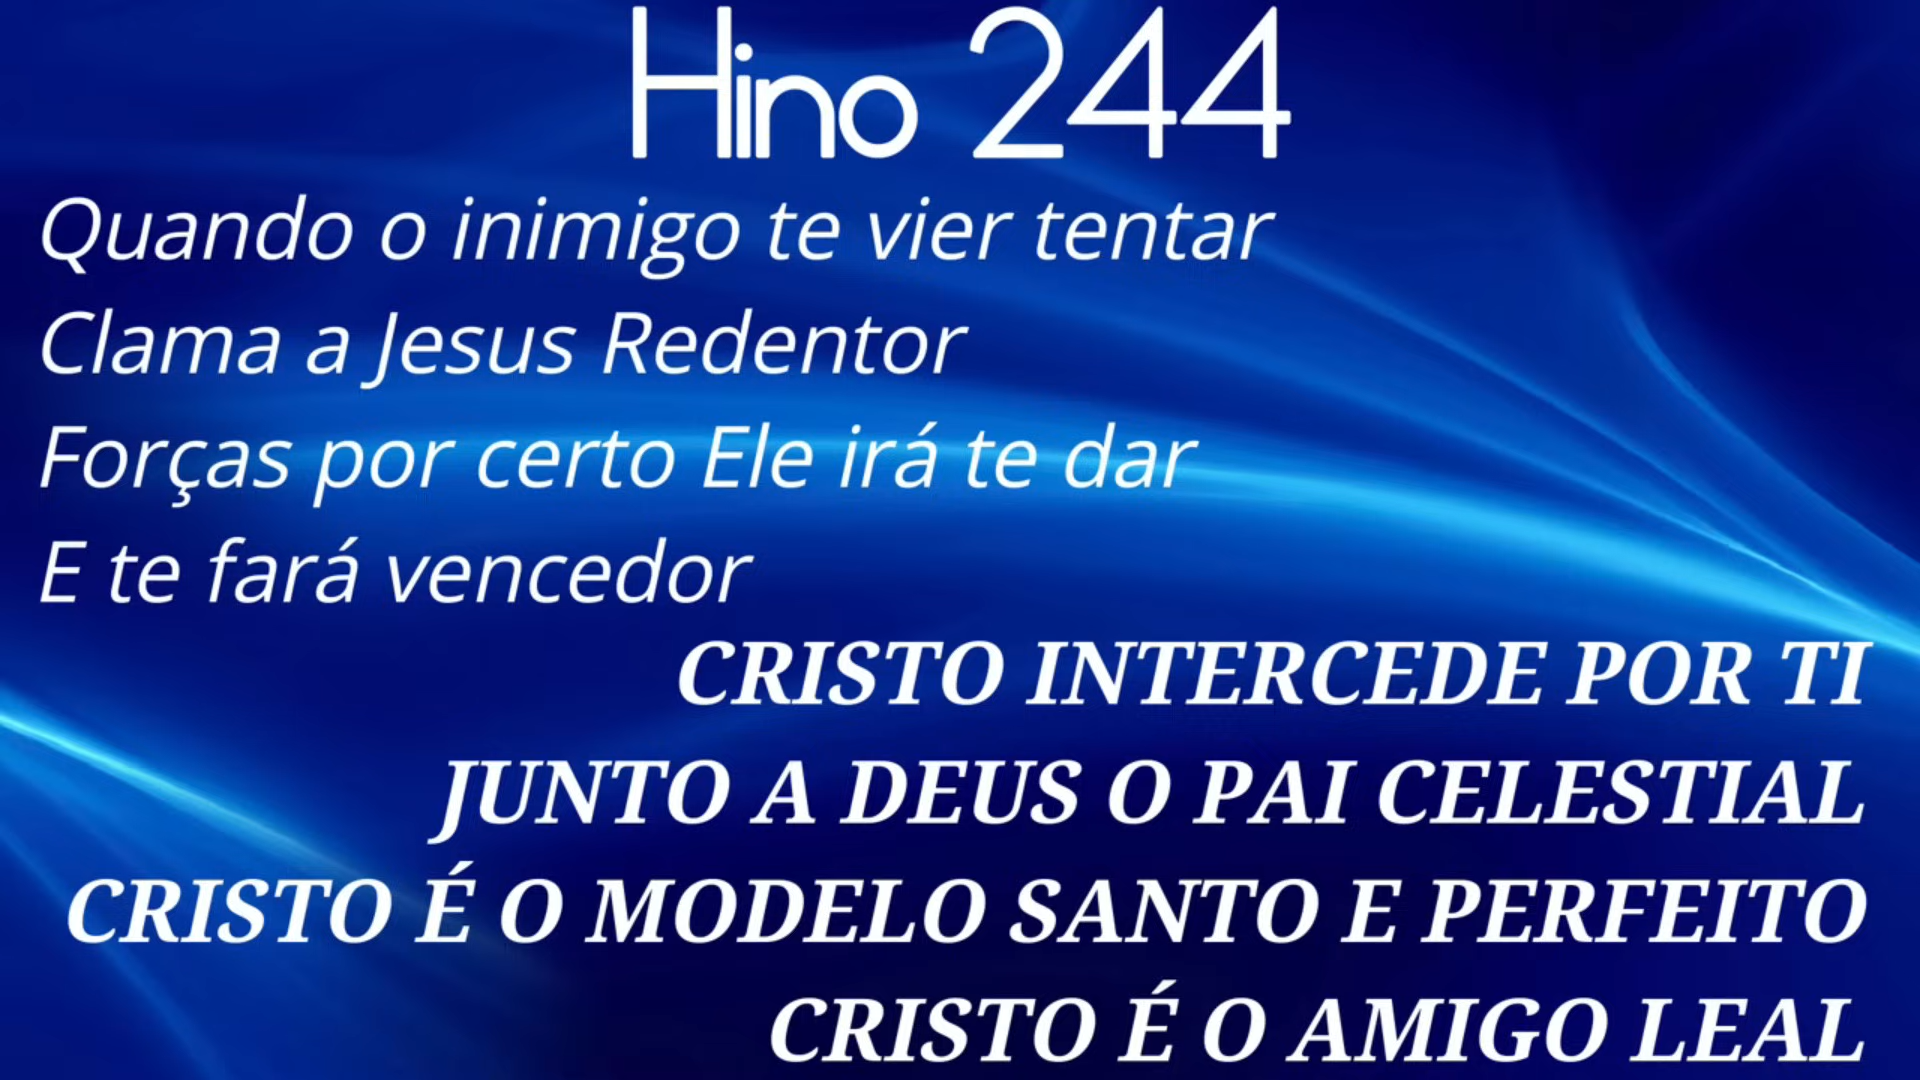 Hino 244
Quando o inimigo te vier tentar
Clama a Jesus Redentor
Forças por certo Ele irá te dar
E te fará vencedor
CRISTO INTERCEDE POR TI
JUNTO A DEUS O PAI CELESTIAL
CRISTO É O MODELO SANTO E PERFEITO
CRISTO É O AMIGO LEAL